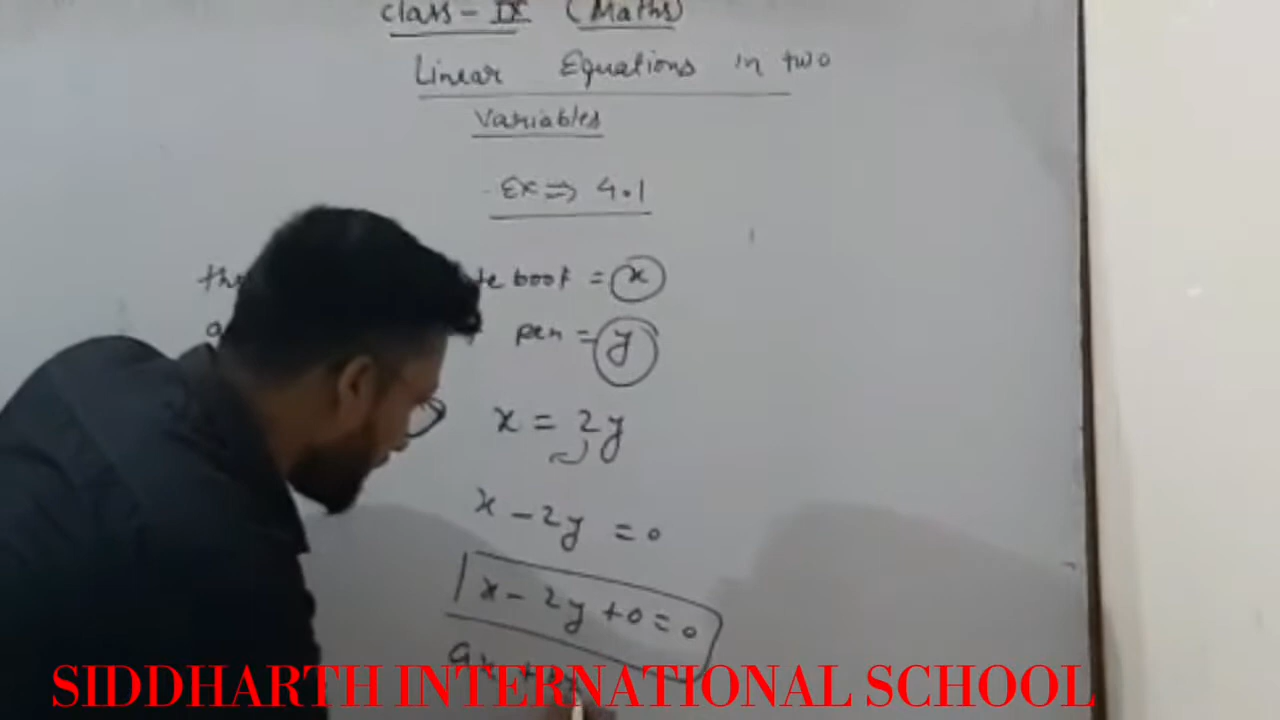 Class - IX (Maths)
Linear Equations in two
Variables
Ex ⇒ 4.1
book = x
pen = y
x = 2y
x - 2y = 0
x - 2y + 0 = 0
ax +
SIDDHARTH INTERNATIONAL SCHOOL